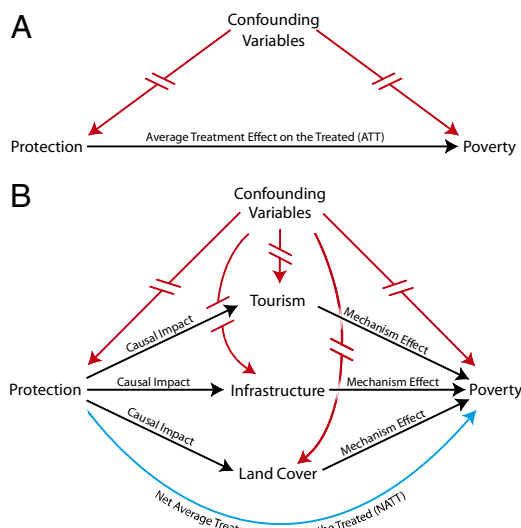 A
Confounding
Variables
Average Treatment Effect on the Treated (ATT)
Protection
Poverty
B
Confounding
Variables
Tourism
Causal Impact
Mechanism Effect
Protection
Causal Impact
Infrastructure
Mechanism Effect
Poverty
Causal Impact
Mechanism Effect
Land Cover
Net Average Treat the Treated (NATT)